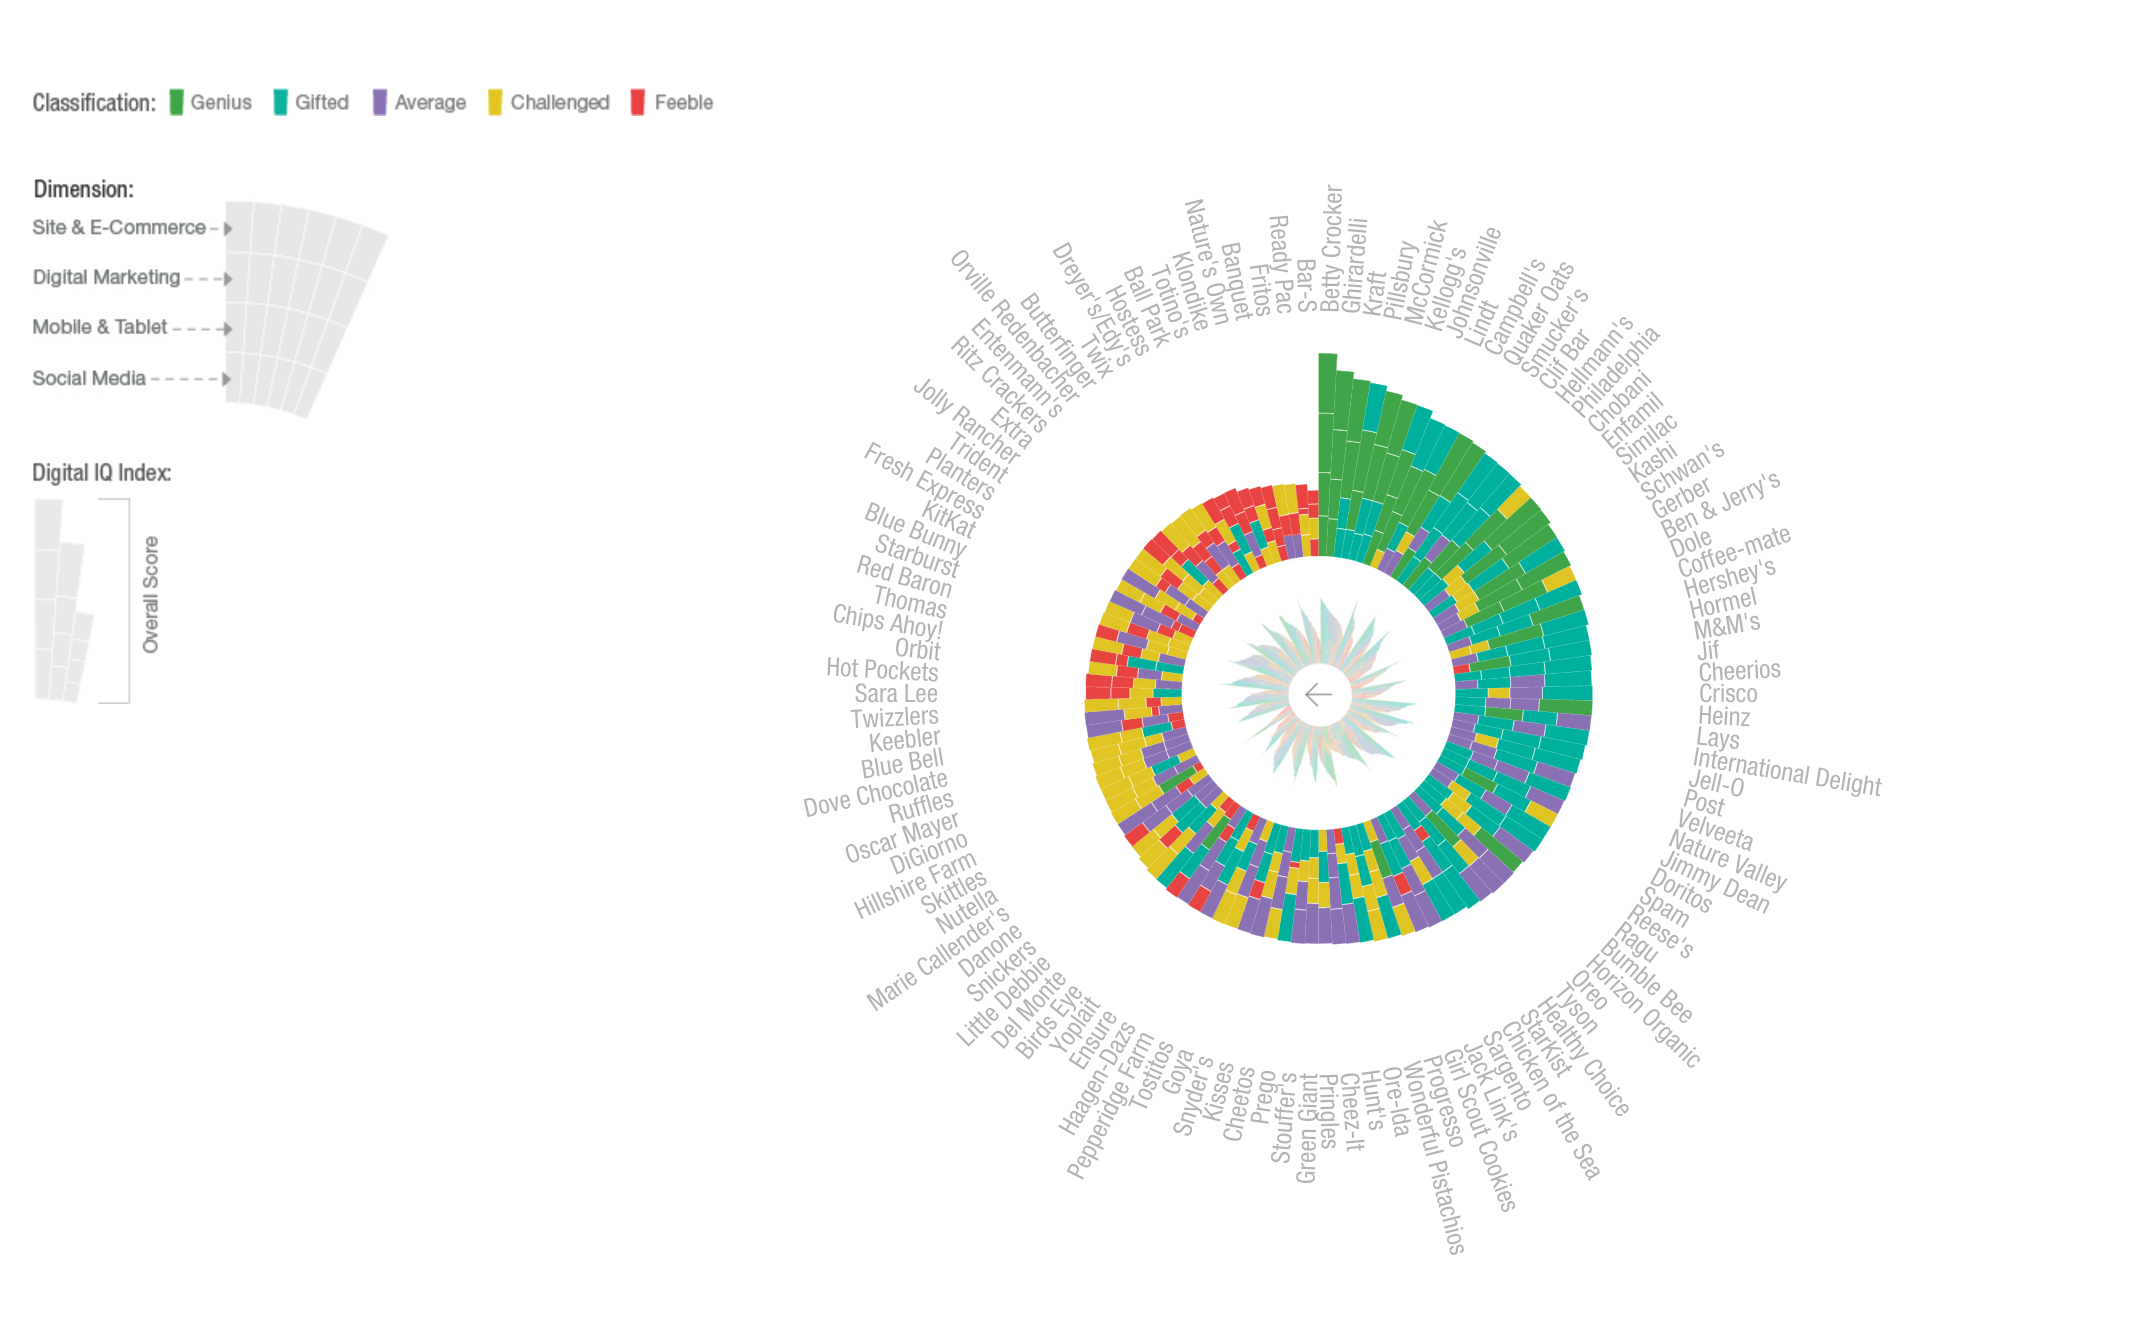 Classification: Genius Gifted Average Challenged Feeble
Dimension:
Site & E-Commerce
Digital Marketing
Mobile & Tablet
Social Media
Digital IQ Index:
Overall Score
Betty Crocker
Ghirardelli
Kraft
Pillsbury
McCormick
Kellogg's
Johnsonville
Lindt
Campbell's
Quaker Oats
Smucker's
Clif Bar
Hellmann's
Philadelphia
Chobani
Enfamil
Similac
Kashi
Schwan's
Gerber
Ben & Jerry's
Dole
Coffee-mate
Hershey's
Hormel
M&M's
Jif
Cheerios
Crisco
Heinz
Lays
International Delight
Jell-O
Post
Velveeta
Nature Valley
Jimmy Dean
Doritos
Spam
Reese's
Ragu
Bumble Bee
Horizon Organic
Oreo
Tyson
Healthy Choice
StarKist
Chicken of the Sea
Sargento
Jack Link's
Girl Scout Cookies
Progresso
Wonderful Pistachios
Ore-Ida
Hunt's
Cheez-It
Pringles
Green Giant
Stouffer's
Prego
Cheetos
Kisses
Snyder's
Goya
Tostitos
Pepperidge Farm
Haagen-Dazs
Ensure
Yoplait
Birds Eye
Del Monte
Little Debbie
Snickers
Danone
Marie Callender's
Nutella
Skittles
Hillshire Farm
DiGiorno
Oscar Mayer
Ruffles
Dove Chocolate
Blue Bell
Keebler
Twizzlers
Sara Lee
Hot Pockets
Orbit
Chips Ahoy!
Thomas
Red Baron
Starburst
Blue Bunny
KitKat
Fresh Express
Planters
Trident
Jolly Rancher
Extra
Ritz Crackers
Entenmann's
Orville Redenbacher
Butterfinger
Twix
Dreyer's/Edy's
Hostess
Ball Park
Totino's
Klondike
Nature's Own
Banquet
Fritos
Ready Pac
Bar-S